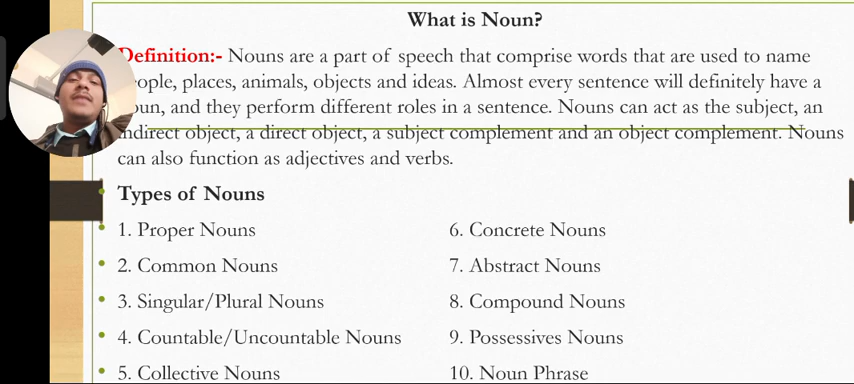 What is Noun?
Definition:- Nouns are a part of speech that comprise words that are used to name
people, places, animals, objects and ideas. Almost every sentence will definitely have a
noun, and they perform different roles in a sentence. Nouns can act as the subject, an
indirect object, a direct object, a subject complement and an object complement. Nouns
can also function as adjectives and verbs.
Types of Nouns
1. Proper Nouns
2. Common Nouns
3. Singular/Plural Nouns
4. Countable/Uncountable Nouns
5. Collective Nouns
6. Concrete Nouns
7. Abstract Nouns
8. Compound Nouns
9. Possessives Nouns
10. Noun Phrase